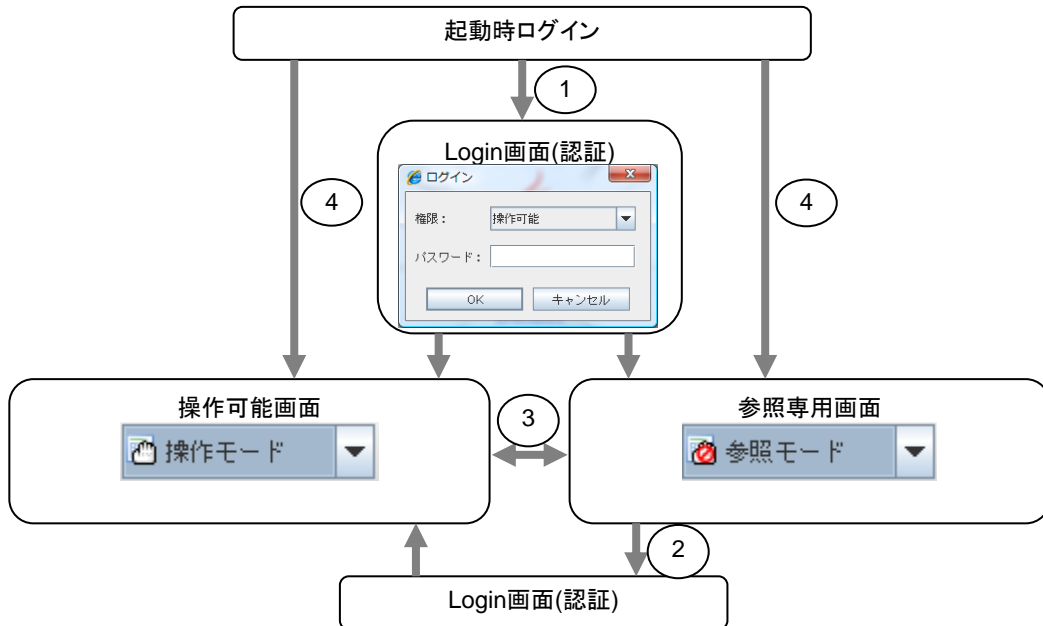 起動時ログイン
1
Login画面(認証)
ログイン
x
4
4
権限：
操作可能
パスワード：
OK
キャンセル
操作可能画面
3
参照専用画面
操作モード
参照モード
2
Login画面(認証)